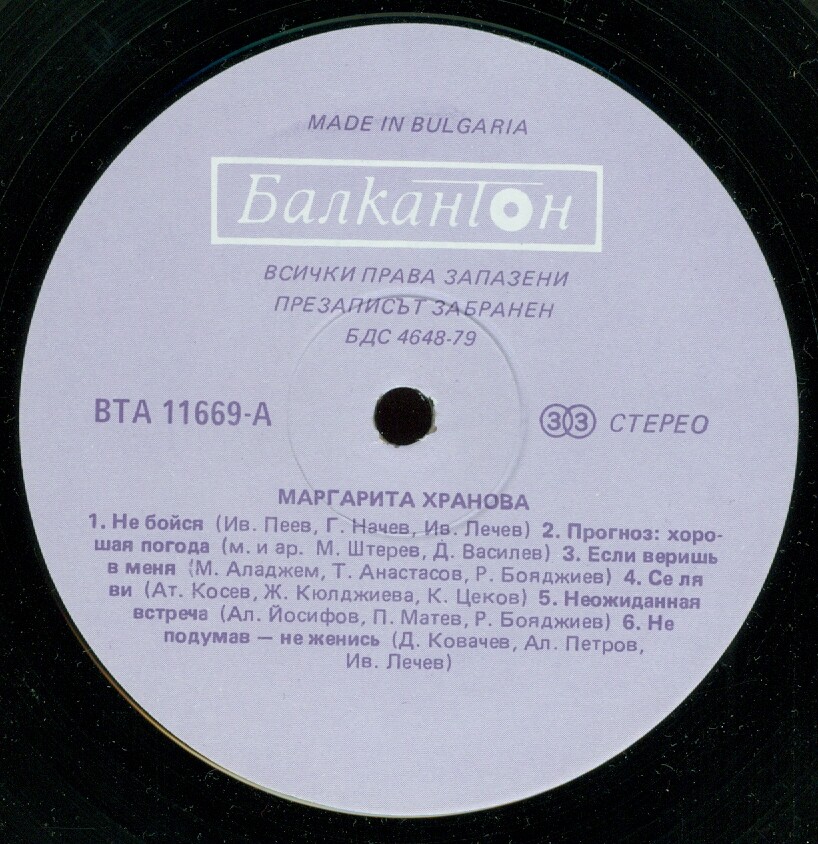 MADE IN BULGARIA
Балкантон
ВСИЧКИ ПРАВА ЗАПАЗЕНИ
ПРЕЗАПИСЪТ ЗАБРАНЕН
БДС 4648-79
ВТА 11669-А
33 СТЕРЕО
МАРГАРИТА ХРАНОВА
1. Не бойся (Ив. Пеев, Г. Начев, Ив. Лечев) 2. Прогноз: хоро-
шая погода (м. и ар. М. Штерев, Д. Василев) 3. Если веришь
в меня (М. Аладжем, Т. Анастасов, Р. Бояджиев) 4. Се ля
ви (Ат. Косев, Ж. Кюлджиева, К. Цеков) 5. Неожиданная
встреча (Ал. Йосифов, П. Матев, Р. Бояджиев) 6. Не
подумав — не женись (Д. Ковачев, Ал. Петров,
Ив. Лечев)